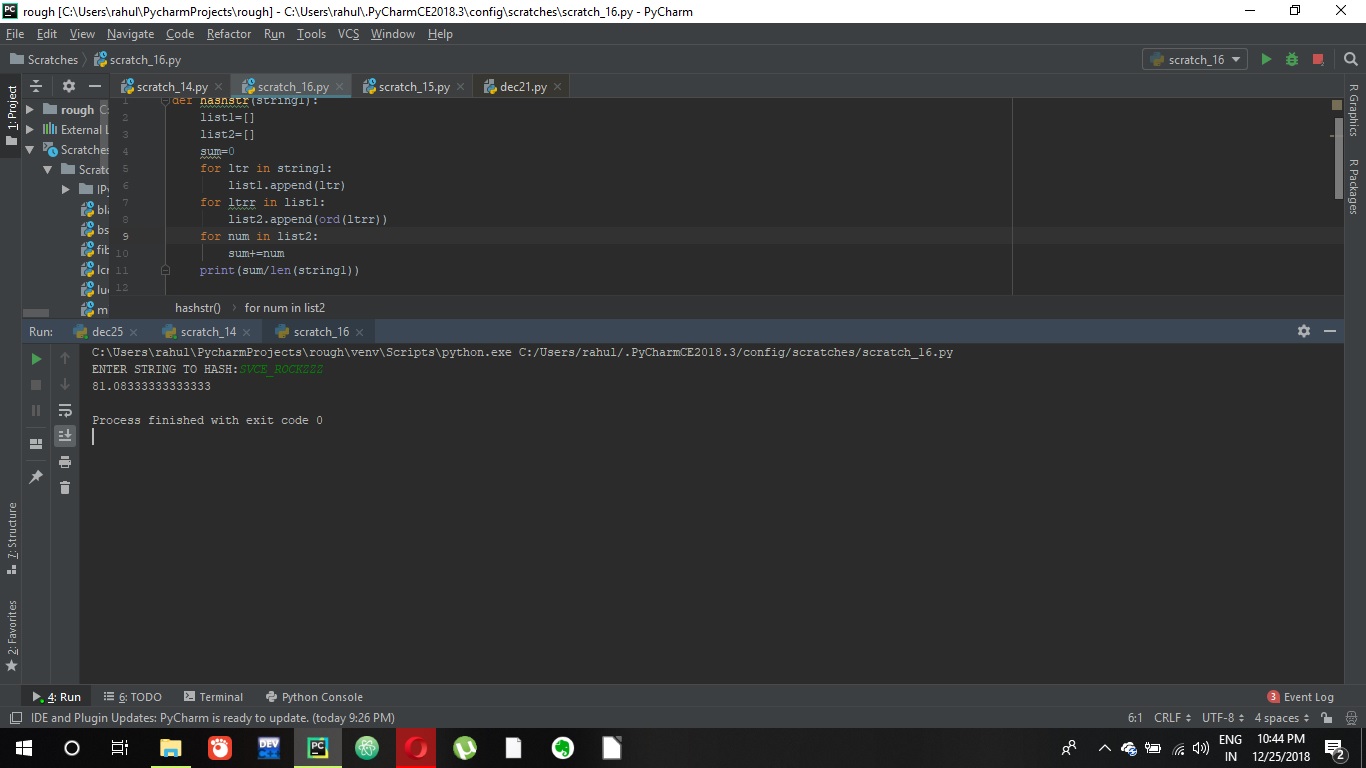 rough [C:\Users\rahul\PycharmProjects\rough] - C:\Users\rahul\.PyCharmCE2018.3\config\scratches\scratch_16.py - PyCharm
File Edit View Navigate Code Refactor Run Tools VCS Window Help
Scratches scratch_16.py
scratch_16
1: Project
scratch_14.py scratch_16.py scratch_15.py dec21.py
rough C:
External L
Scratches
Scratc
IPy
bla
bs
fib
lcr
luc
m
1 def hashstr(string1):
2 list1=[]
3 list2=[]
4 sum=0
5 for ltr in string1:
6 list1.append(ltr)
7 for ltrr in list1:
8 list2.append(ord(ltrr))
9 for num in list2:
10 sum+=num
11 print(sum/len(string1))
12
hashstr() for num in list2
R Graphics
R Packages
Run: dec25 scratch_14 scratch_16
C:\Users\rahul\PycharmProjects\rough\venv\Scripts\python.exe C:/Users/rahul/.PyCharmCE2018.3/config/scratches/scratch_16.py
ENTER STRING TO HASH:SVCE_ROCKZZZ
81.08333333333333
Process finished with exit code 0
7: Structure
2: Favorites
4: Run 6: TODO Terminal Python Console
3 Event Log
IDE and Plugin Updates: PyCharm is ready to update. (today 9:26 PM)
6:1 CRLF UTF-8 4 spaces
PC
DEV
PC
ENG
IN
10:44 PM
12/25/2018
2